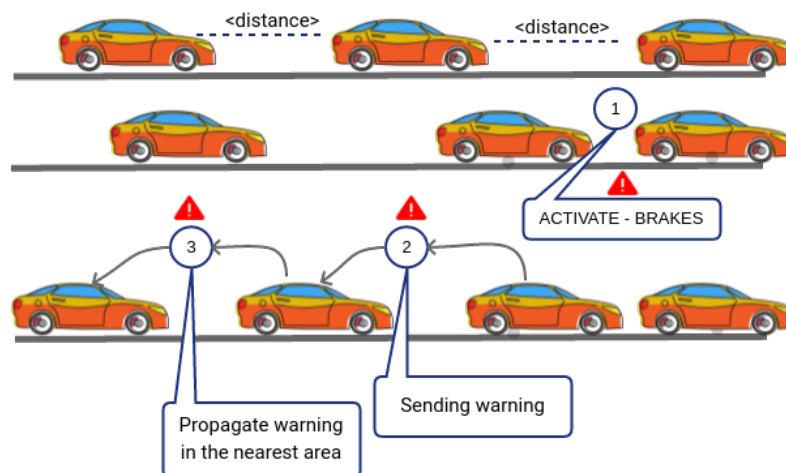 <distance>
<distance>
1
ACTIVATE - BRAKES
3
2
Sending warning
Propagate warning
in the nearest area